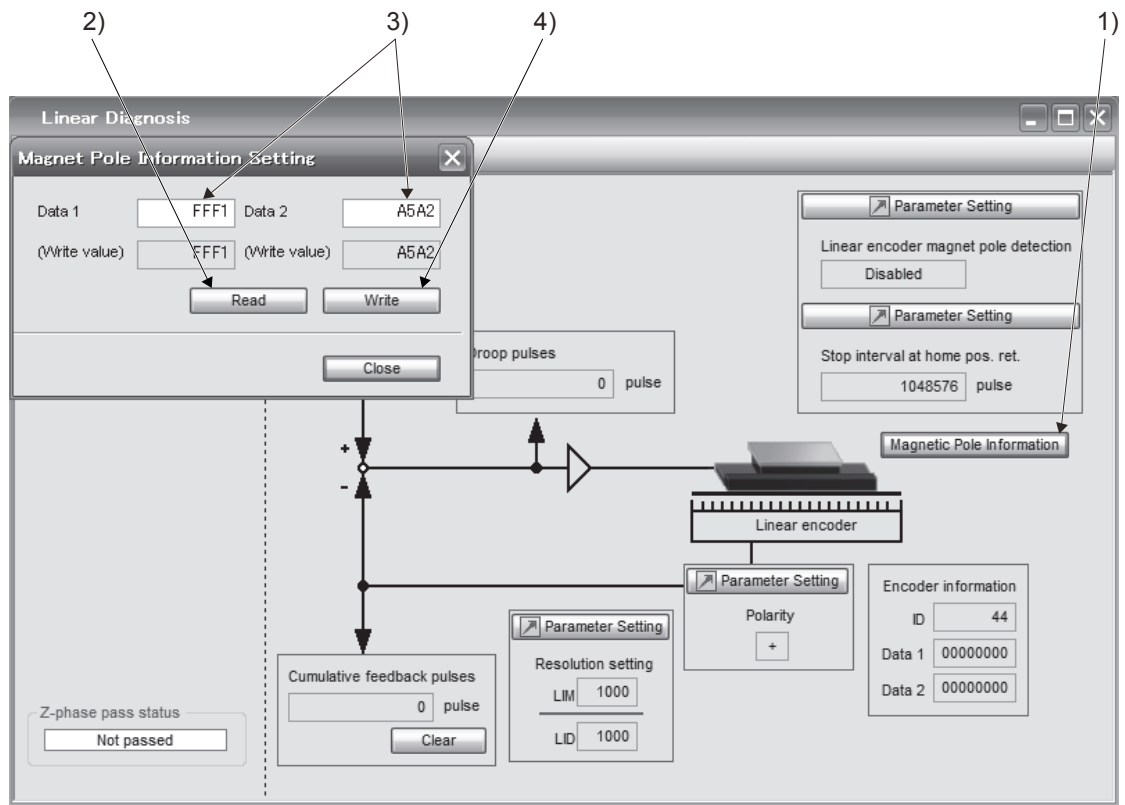 2) 3) 4) 1)
Linear Diagnosis
Magnet Pole Information Setting
Data 1 FFF1 Data 2 A5A2
(Write value) FFF1 (Write value) A5A2
Read Write
Close
Parameter Setting
Linear encoder magnet pole detection
Disabled
Parameter Setting
Stop interval at home pos. ret.
1048576 pulse
Droop pulses
0 pulse
Magnetic Pole Information
+
-
Linear encoder
Parameter Setting
Polarity
+
Encoder information
ID 44
Data 1 00000000
Data 2 00000000
Parameter Setting
Resolution setting
LIM 1000
LID 1000
Cumulative feedback pulses
0 pulse
Clear
Z-phase pass status
Not passed